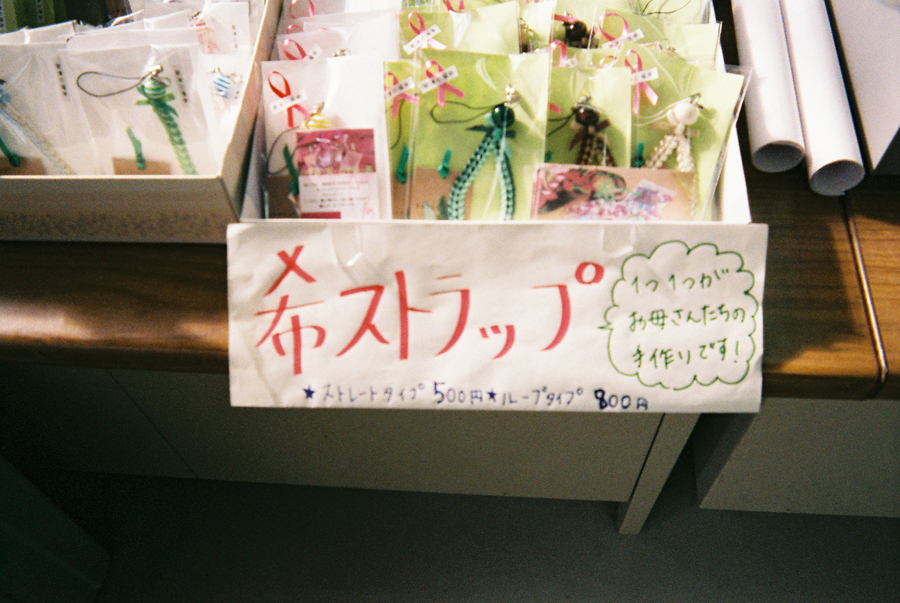 希ストラップ
1つ1つが
お母さんたちの
手作りです!
★ストレートタイプ 500円★ループタイプ 800円